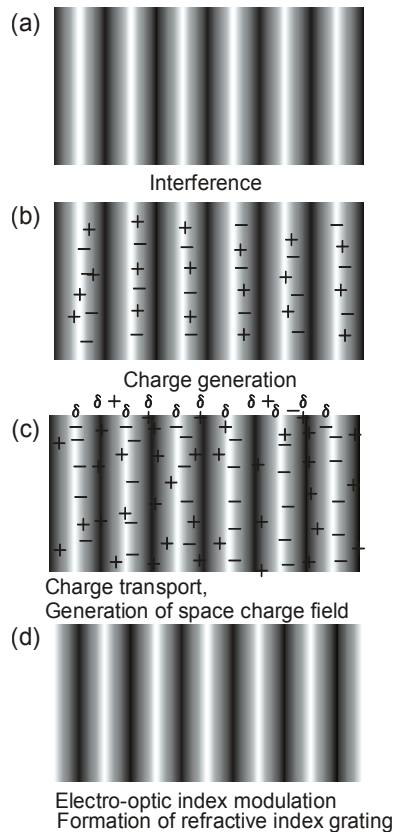 (a)
Interference
(b)
Charge generation
δ + δ δ + δ
δ δ δ δ δ – δ
(c)
Charge transport,
Generation of space charge field
(d)
Electro-optic index modulation
Formation of refractive index grating